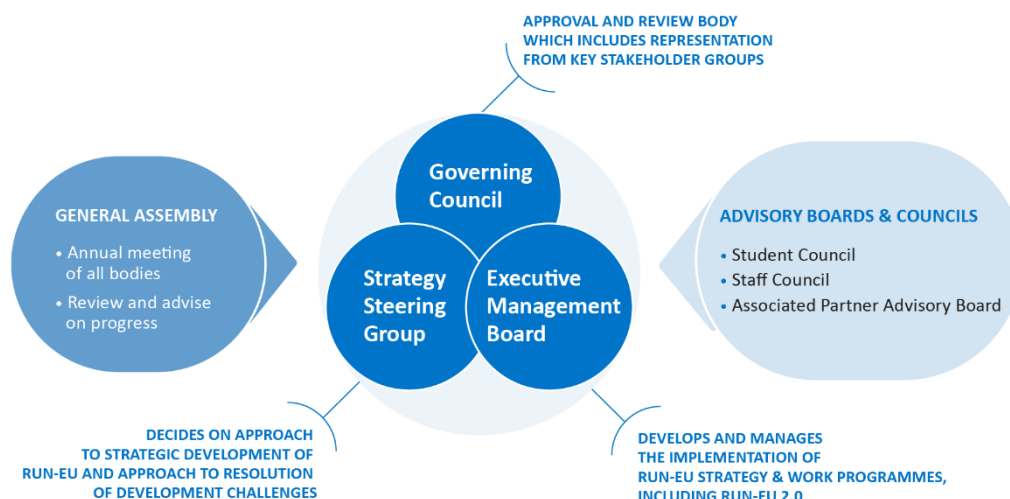 APPROVAL AND REVIEW BODY
WHICH INCLUDES REPRESENTATION
FROM KEY STAKEHOLDER GROUPS
Governing
Council
GENERAL ASSEMBLY
• Annual meeting
of all bodies
• Review and advise
on progress
Strategy
Steering
Group
Executive
Management
Board
ADVISORY BOARDS & COUNCILS
• Student Council
• Staff Council
• Associated Partner Advisory Board
DECIDES ON APPROACH
TO STRATEGIC DEVELOPMENT OF
RUN-EU AND APPROACH TO RESOLUTION
OF DEVELOPMENT CHALLENGES
DEVELOPS AND MANAGES
THE IMPLEMENTATION OF
RUN-EU STRATEGY & WORK PROGRAMMES,
INCLUDING RUN-EU 2.0